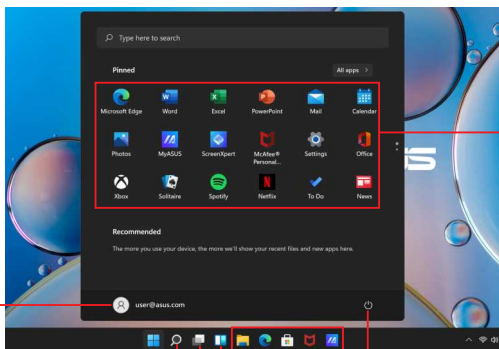 Type here to search
Pinned
All apps >
Microsoft Edge
Word
Excel
PowerPoint
Mail
Calendar
Photos
MyASUS
ScreenXpert
McAfee®
Personal...
Settings
Office
Xbox
Solitaire
Spotify
Netflix
To Do
News
Recommended
The more you use your device, the more we'll show your recent files and new apps here.
user@asus.com